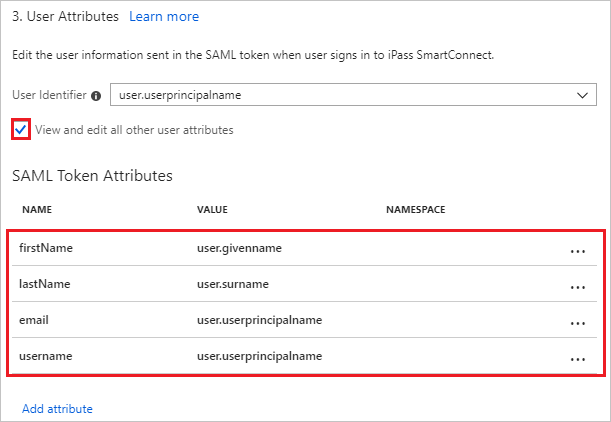 3. User Attributes Learn more
Edit the user information sent in the SAML token when user signs in to iPass SmartConnect.
User Identifier user.userprincipalname
View and edit all other user attributes
SAML Token Attributes
NAME VALUE NAMESPACE
firstName user.givenname ...
lastName user.surname ...
email user.userprincipalname ...
username user.userprincipalname ...
Add attribute